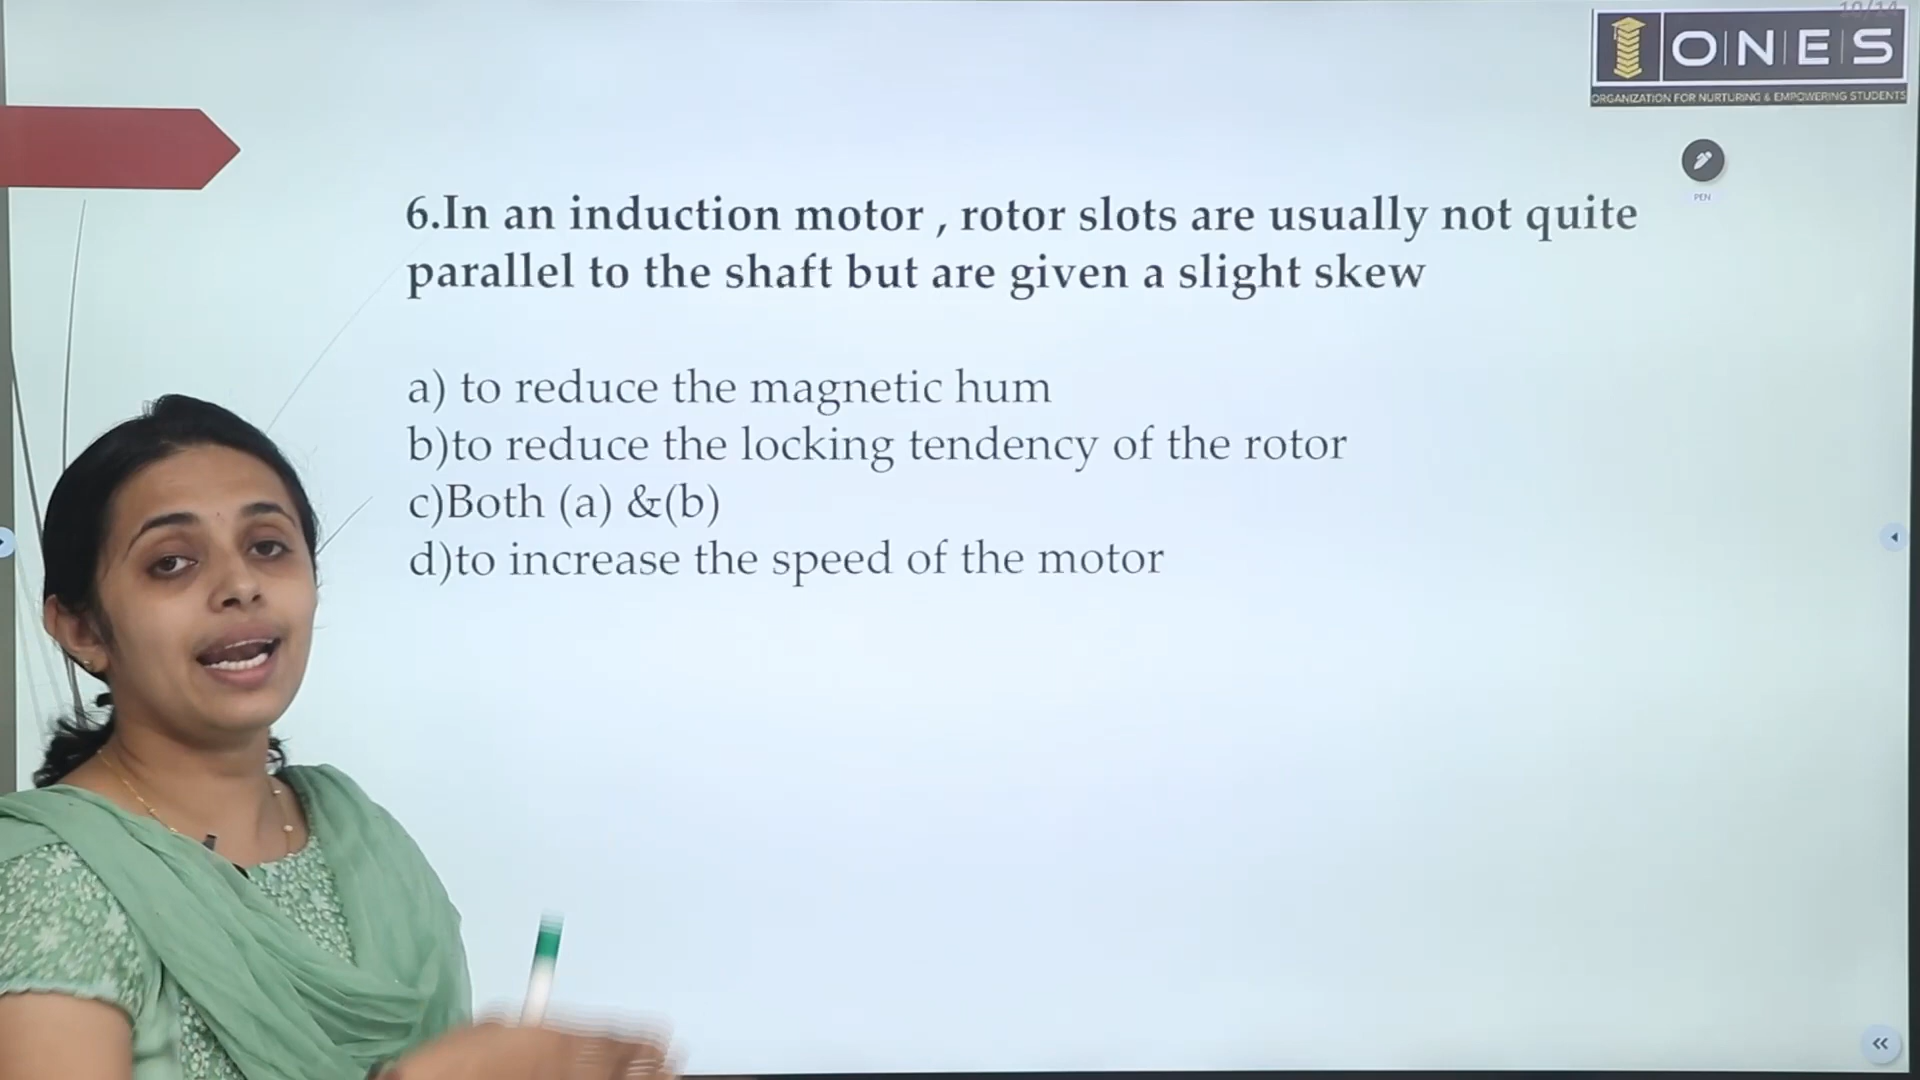 10/14
O|N|E|S
ORGANIZATION FOR NURTURING & EMPOWERING STUDENTS
PEN
6.In an induction motor , rotor slots are usually not quite
parallel to the shaft but are given a slight skew
a) to reduce the magnetic hum
b)to reduce the locking tendency of the rotor
c)Both (a) &(b)
d)to increase the speed of the motor